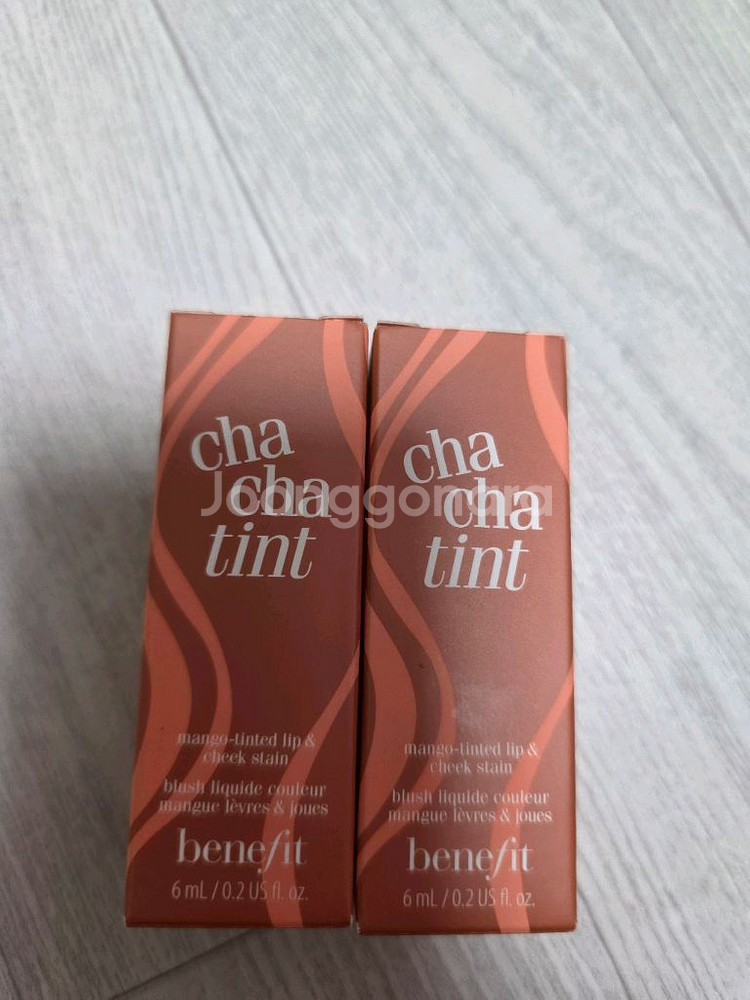 cha
cha
tint
mango-tinted lip &
cheek stain
blush liquide couleur
mangue lèvres & joues
benefit
6 mL / 0.2 US fl. oz.
cha
cha
tint
mango-tinted lip &
cheek stain
blush liquide couleur
mangue lèvres & joues
benefit
6 mL / 0.2 US fl. oz.
Joonggonara